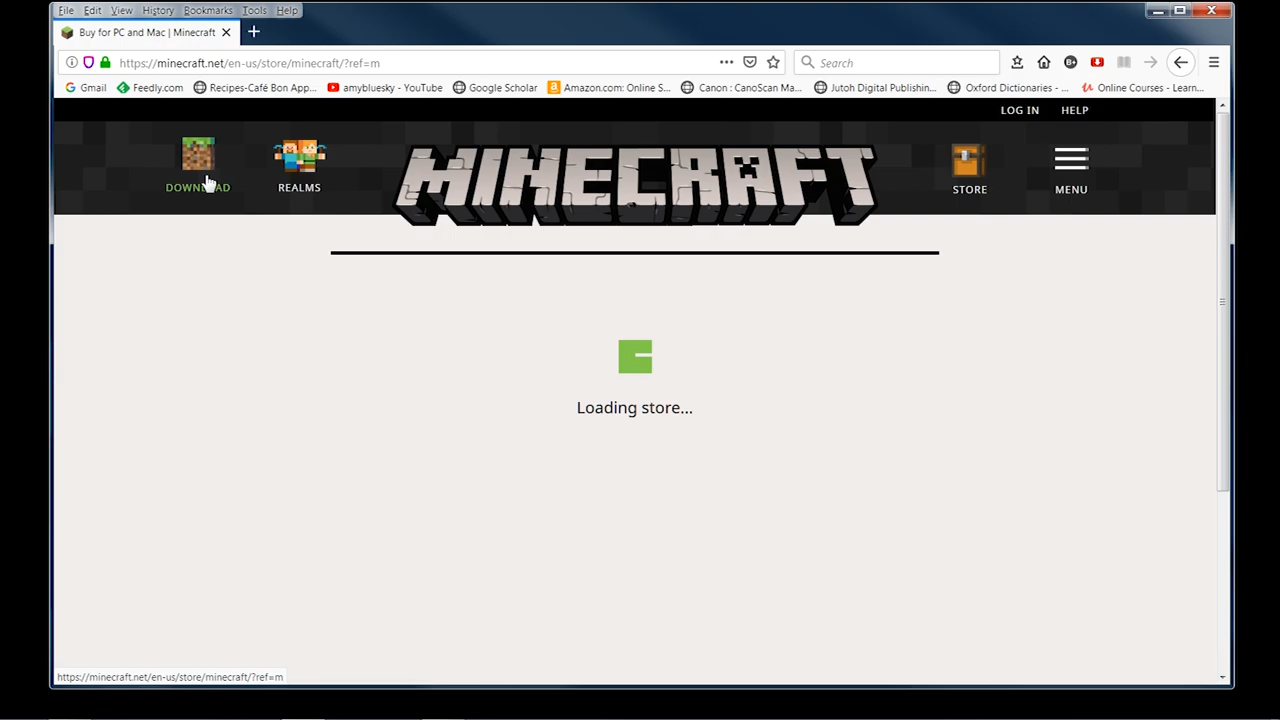 File Edit View History Bookmarks Tools Help
Buy for PC and Mac | Minecraft
https://minecraft.net/en-us/store/minecraft/?ref=m
Search
Gmail Feedly.com Recipes-Café Bon App... amybluesky - YouTube Google Scholar Amazon.com: Online S... Canon : CanoScan Ma... Jutoh Digital Publishin... Oxford Dictionaries - ... Online Courses - Learn...
LOG IN HELP
MINECRAFT
DOWNLOAD REALMS STORE MENU
Loading store...
https://minecraft.net/en-us/store/minecraft/?ref=m